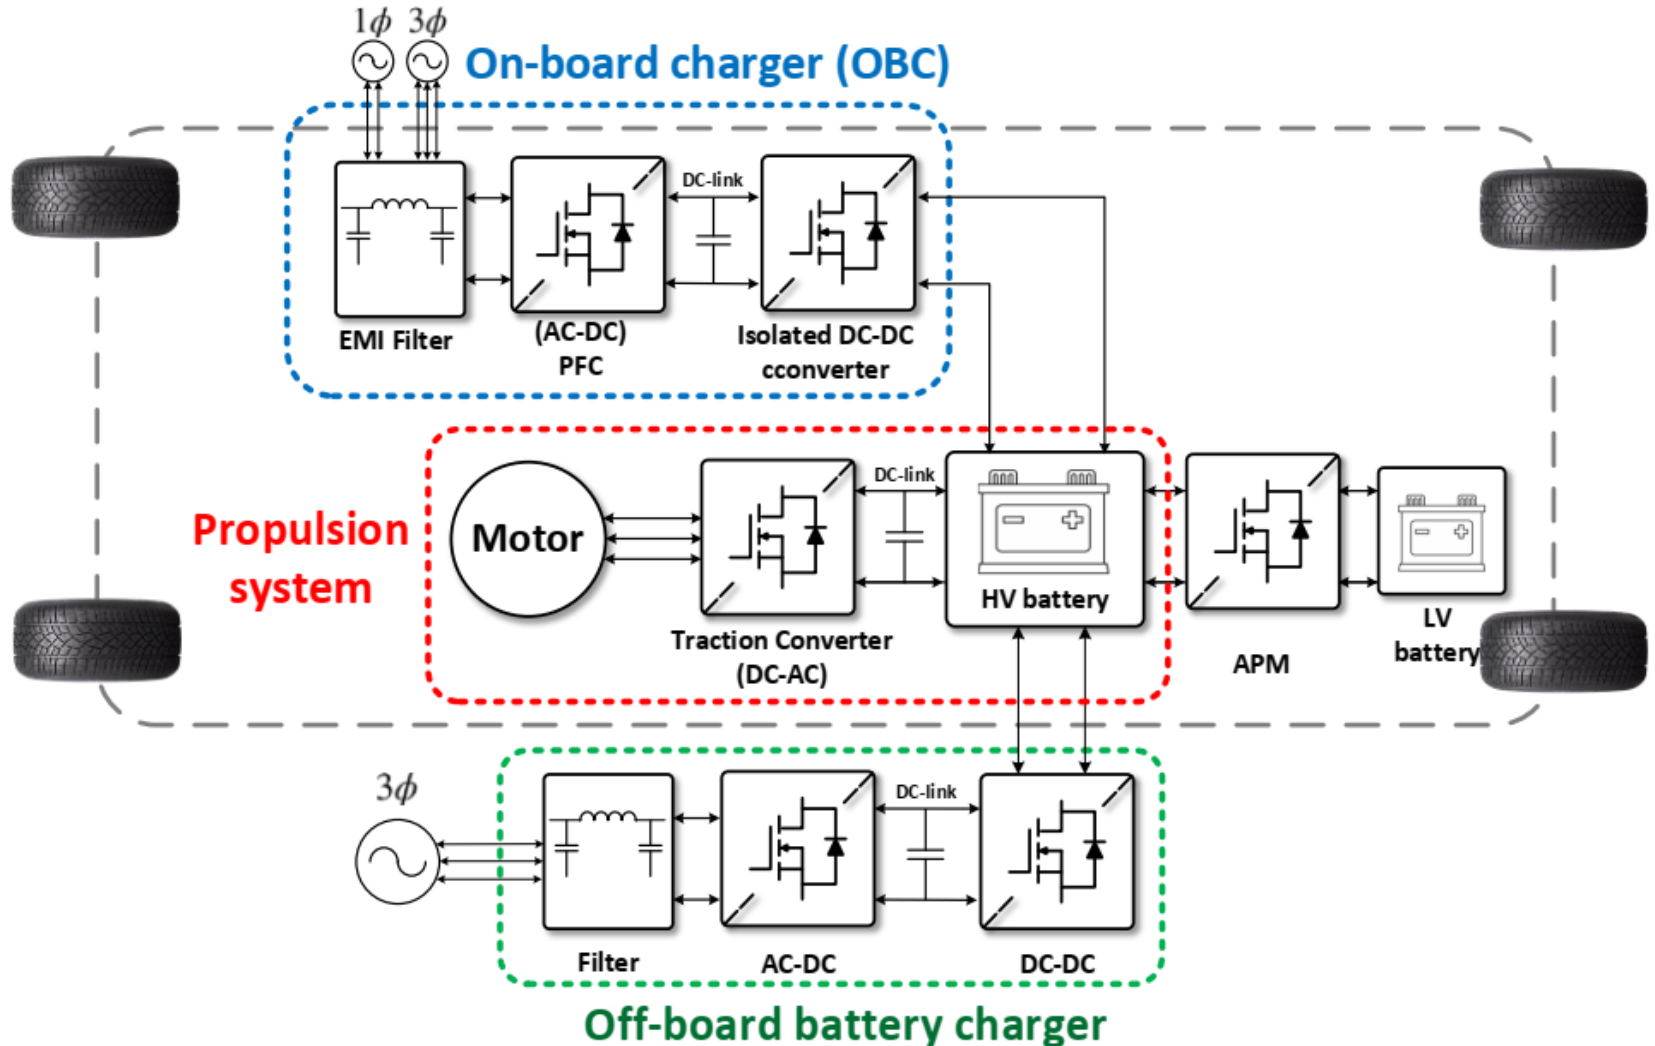 1ϕ 3ϕ
On-board charger (OBC)
DC-link
EMI Filter
(AC-DC)
PFC
Isolated DC-DC
cconverter
Propulsion
system
Motor
DC-link
Traction Converter
(DC-AC)
HV battery
APM
LV
battery
3ϕ
DC-link
Filter
AC-DC
DC-DC
Off-board battery charger